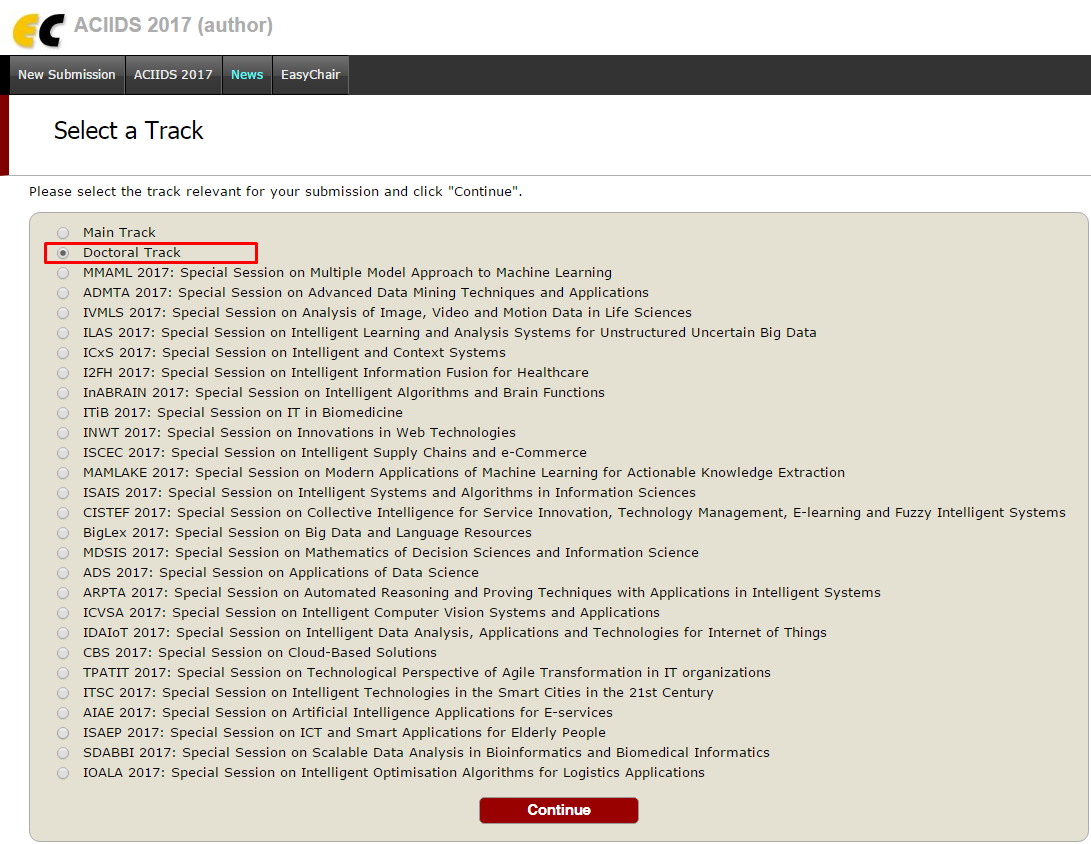 EC ACIIDS 2017 (author)
New Submission ACIIDS 2017 News EasyChair
Select a Track
Please select the track relevant for your submission and click "Continue".
Main Track
Doctoral Track
MMAML 2017: Special Session on Multiple Model Approach to Machine Learning
ADMTA 2017: Special Session on Advanced Data Mining Techniques and Applications
IVMLS 2017: Special Session on Analysis of Image, Video and Motion Data in Life Sciences
ILAS 2017: Special Session on Intelligent Learning and Analysis Systems for Unstructured Uncertain Big Data
ICxS 2017: Special Session on Intelligent and Context Systems
I2FH 2017: Special Session on Intelligent Information Fusion for Healthcare
InABRAIN 2017: Special Session on Intelligent Algorithms and Brain Functions
ITiB 2017: Special Session on IT in Biomedicine
INWT 2017: Special Session on Innovations in Web Technologies
ISCEC 2017: Special Session on Intelligent Supply Chains and e-Commerce
MAMLAKE 2017: Special Session on Modern Applications of Machine Learning for Actionable Knowledge Extraction
ISAIS 2017: Special Session on Intelligent Systems and Algorithms in Information Sciences
CISTEF 2017: Special Session on Collective Intelligence for Service Innovation, Technology Management, E-learning and Fuzzy Intelligent Systems
BigLex 2017: Special Session on Big Data and Language Resources
MDSIS 2017: Special Session on Mathematics of Decision Sciences and Information Science
ADS 2017: Special Session on Applications of Data Science
ARPTA 2017: Special Session on Automated Reasoning and Proving Techniques with Applications in Intelligent Systems
ICVSA 2017: Special Session on Intelligent Computer Vision Systems and Applications
IDAIoT 2017: Special Session on Intelligent Data Analysis, Applications and Technologies for Internet of Things
CBS 2017: Special Session on Cloud-Based Solutions
TPATIT 2017: Special Session on Technological Perspective of Agile Transformation in IT organizations
ITSC 2017: Special Session on Intelligent Technologies in the Smart Cities in the 21st Century
AIAE 2017: Special Session on Artificial Intelligence Applications for E-services
ISAEP 2017: Special Session on ICT and Smart Applications for Elderly People
SDABBI 2017: Special Session on Scalable Data Analysis in Bioinformatics and Biomedical Informatics
IOALA 2017: Special Session on Intelligent Optimisation Algorithms for Logistics Applications
Continue